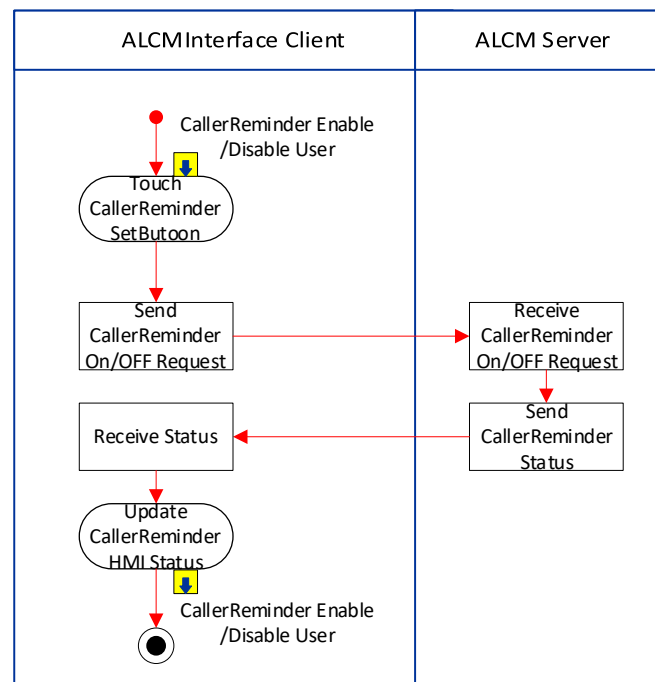 ALCMInterface Client
ALCM Server
CallerReminder Enable
/Disable User
Touch
CallerReminder
SetButoon
Send
CallerReminder
On/OFF Request
Receive
CallerReminder
On/OFF Request
Receive Status
Send
CallerReminder
Status
Update
CallerReminder
HMI Status
CallerReminder Enable
/Disable User